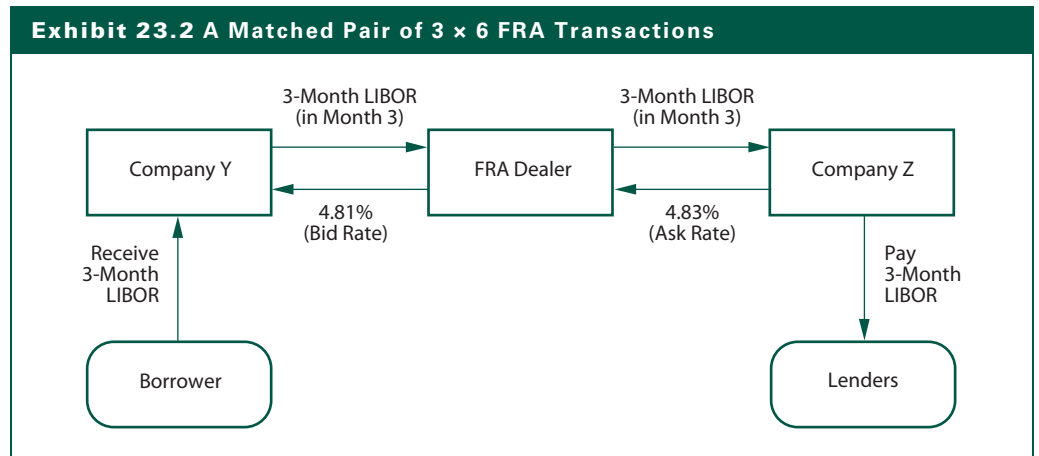 Exhibit 23.2 A Matched Pair of 3 × 6 FRA Transactions
3-Month LIBOR
(in Month 3)
3-Month LIBOR
(in Month 3)
Company Y
FRA Dealer
Company Z
4.81%
(Bid Rate)
4.83%
(Ask Rate)
Receive
3-Month
LIBOR
Pay
3-Month
LIBOR
Borrower
Lenders